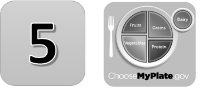 5
Fruits
Grains
Dairy
Vegetables
Protein
ChooseMyPlate.gov